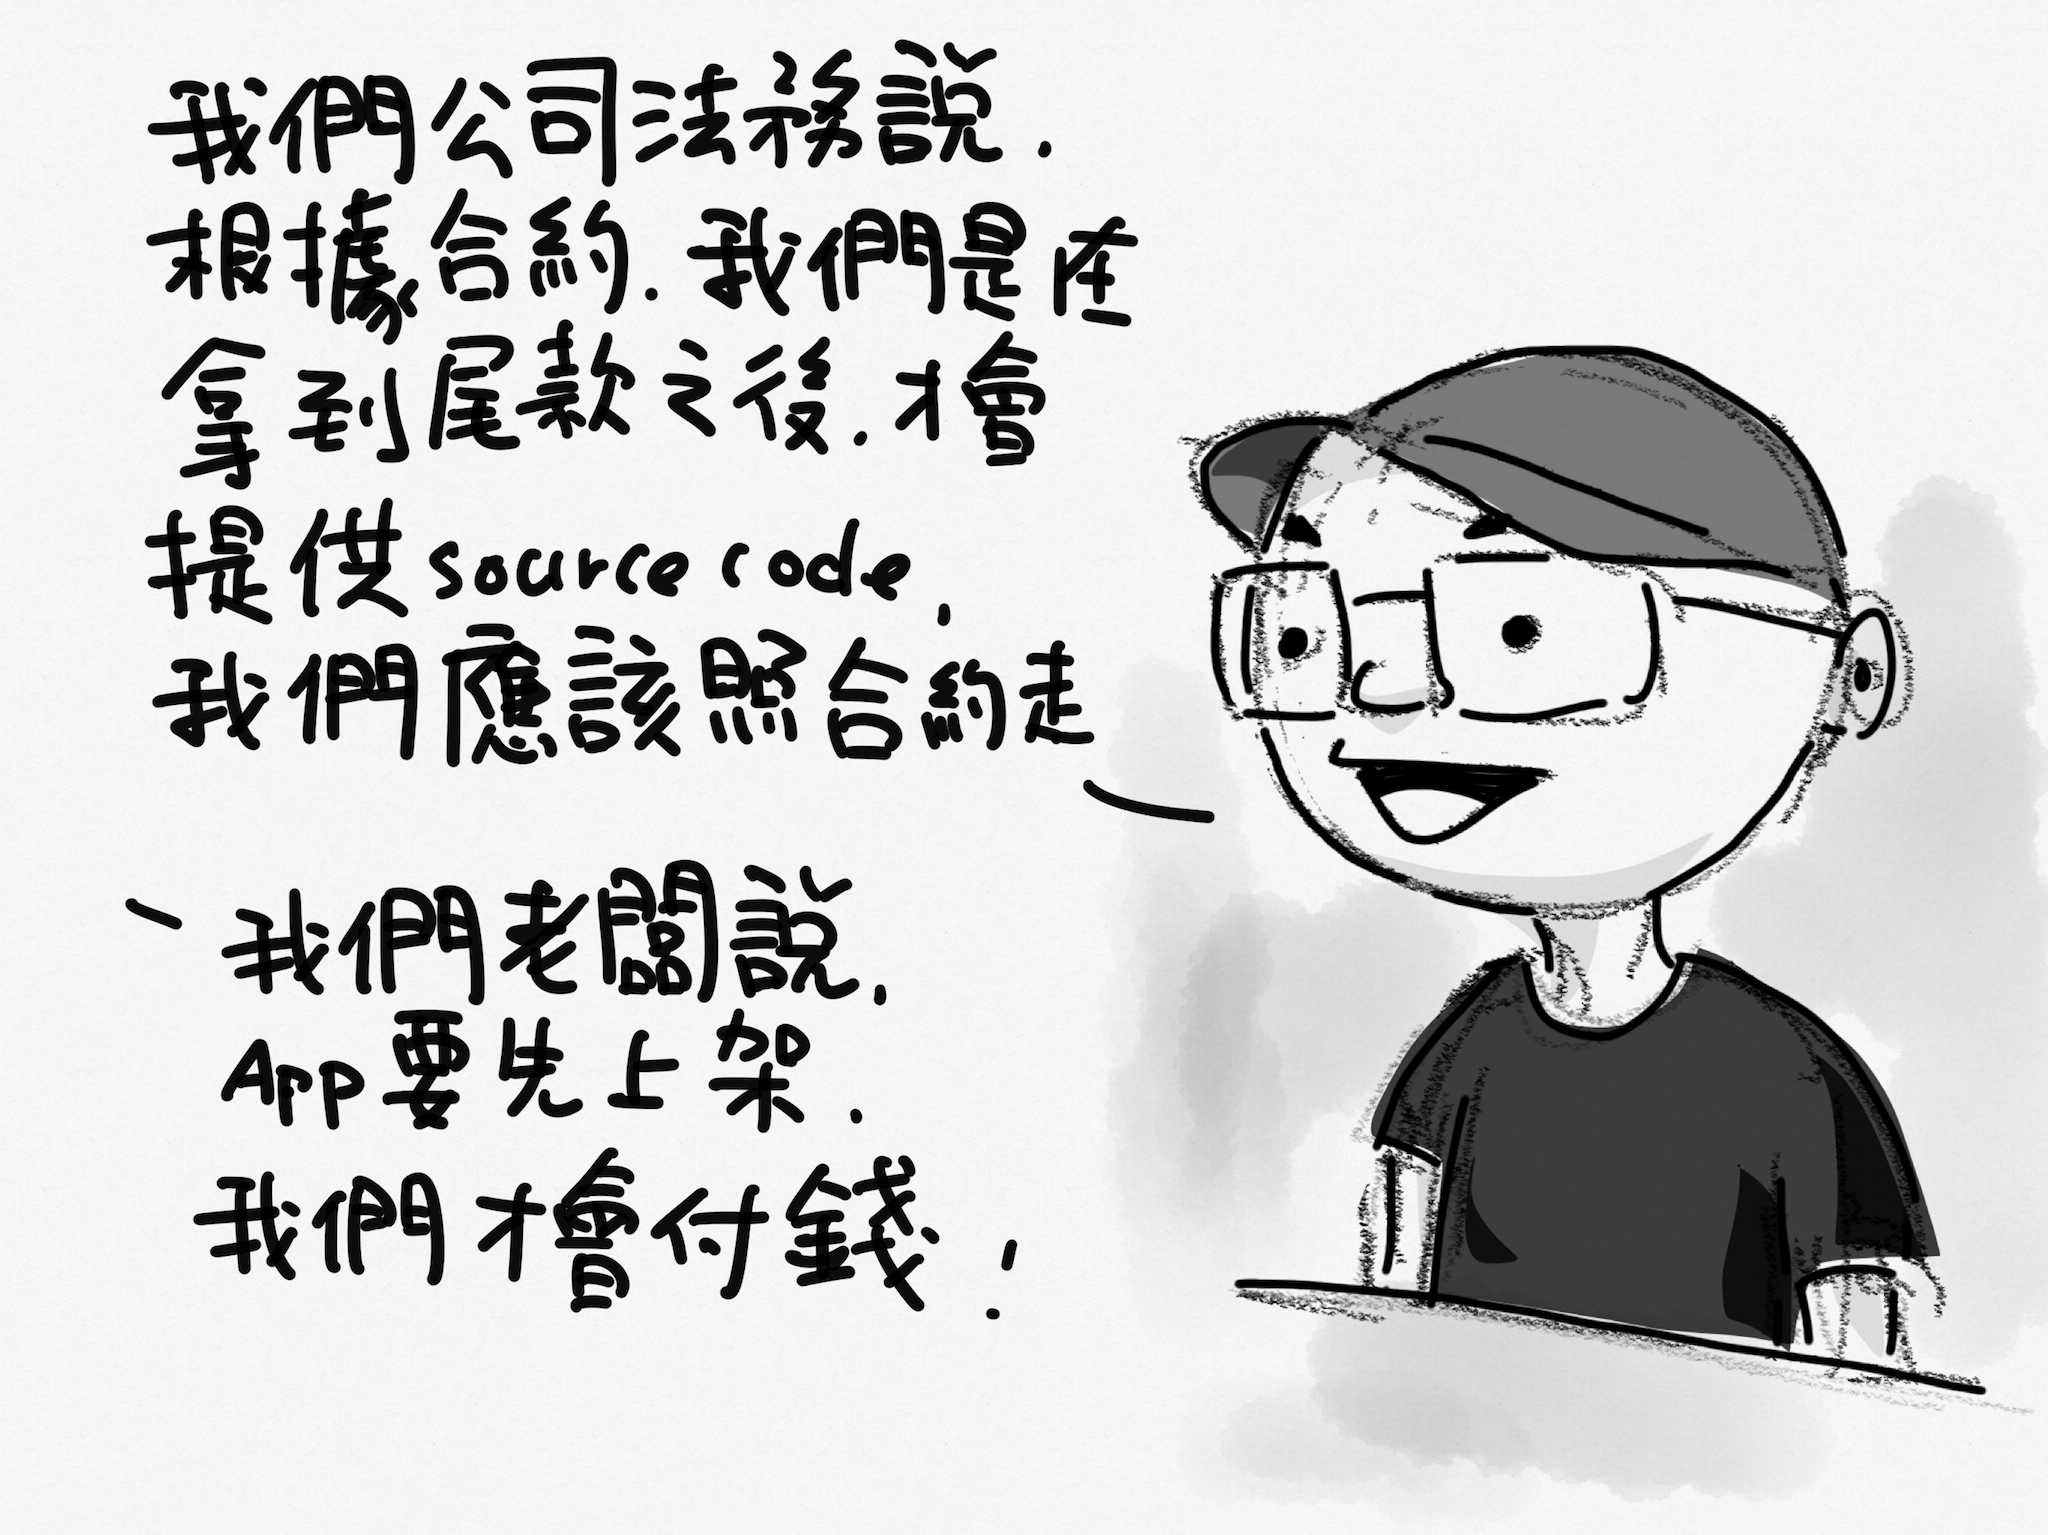 我們公司法務說.
根據合約.我們是在
拿到尾款之後.才會
提供source code,
我們應該照合約走
我們老闆說,
App要先上架.
我們才會付錢!